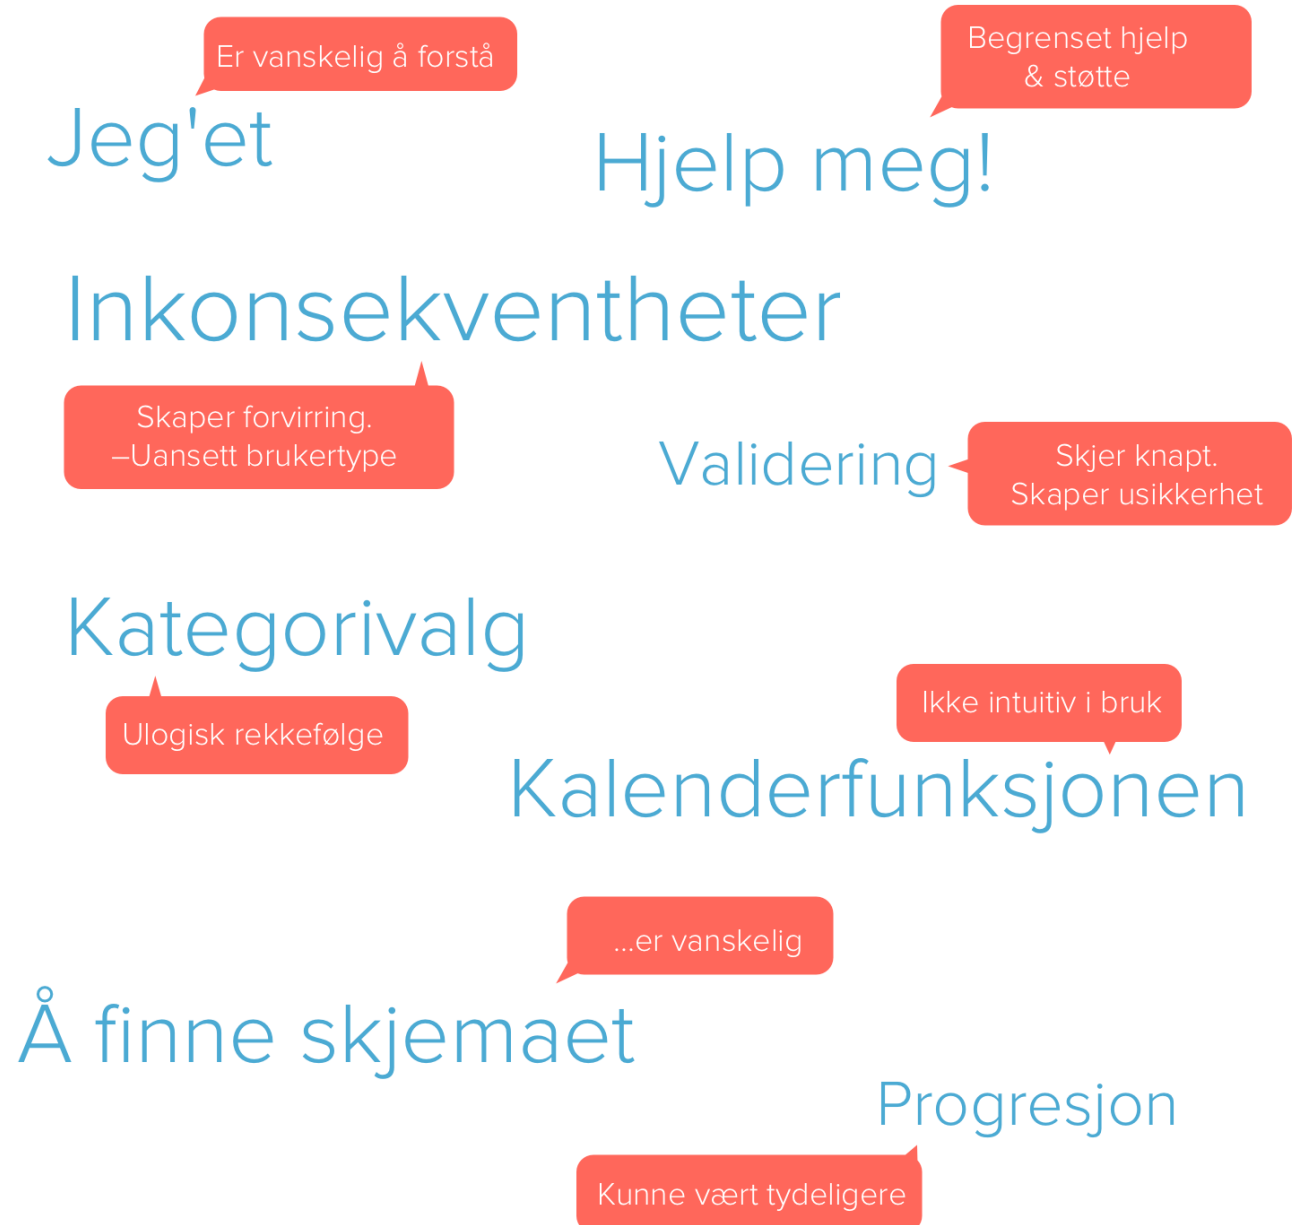 Er vanskelig å forstå
Jeg'et
Begrenset hjelp
& støtte
Hjelp meg!
Inkonsekventheter
Skaper forvirring.
–Uansett brukertype
Validering
Skjer knapt.
Skaper usikkerhet
Kategorivalg
Ulogisk rekkefølge
Ikke intuitiv i bruk
Kalenderfunksjonen
...er vanskelig
Å finne skjemaet
Progresjon
Kunne vært tydeligere